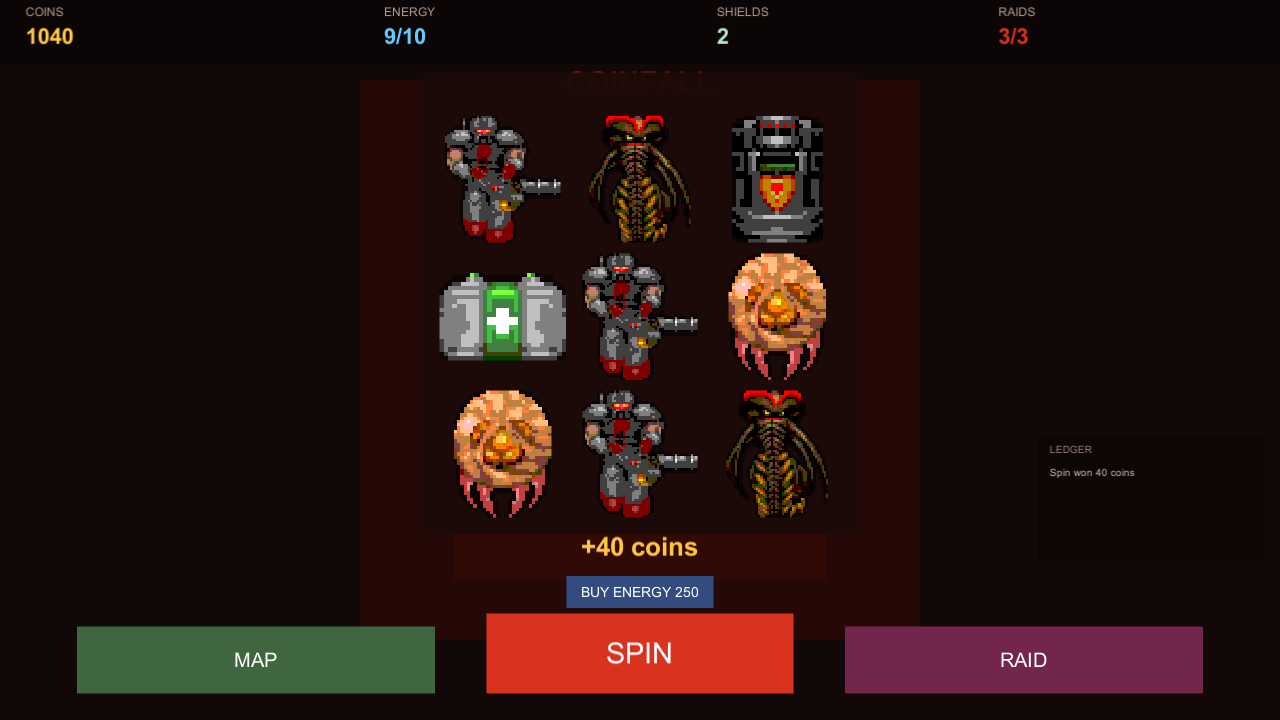 COINS
ENERGY
SHIELDS
RAIDS
1040
9/10
2
3/3
COINFALL
+40 coins
BUY ENERGY 250
MAP
SPIN
RAID
LEDGER
Spin won 40 coins